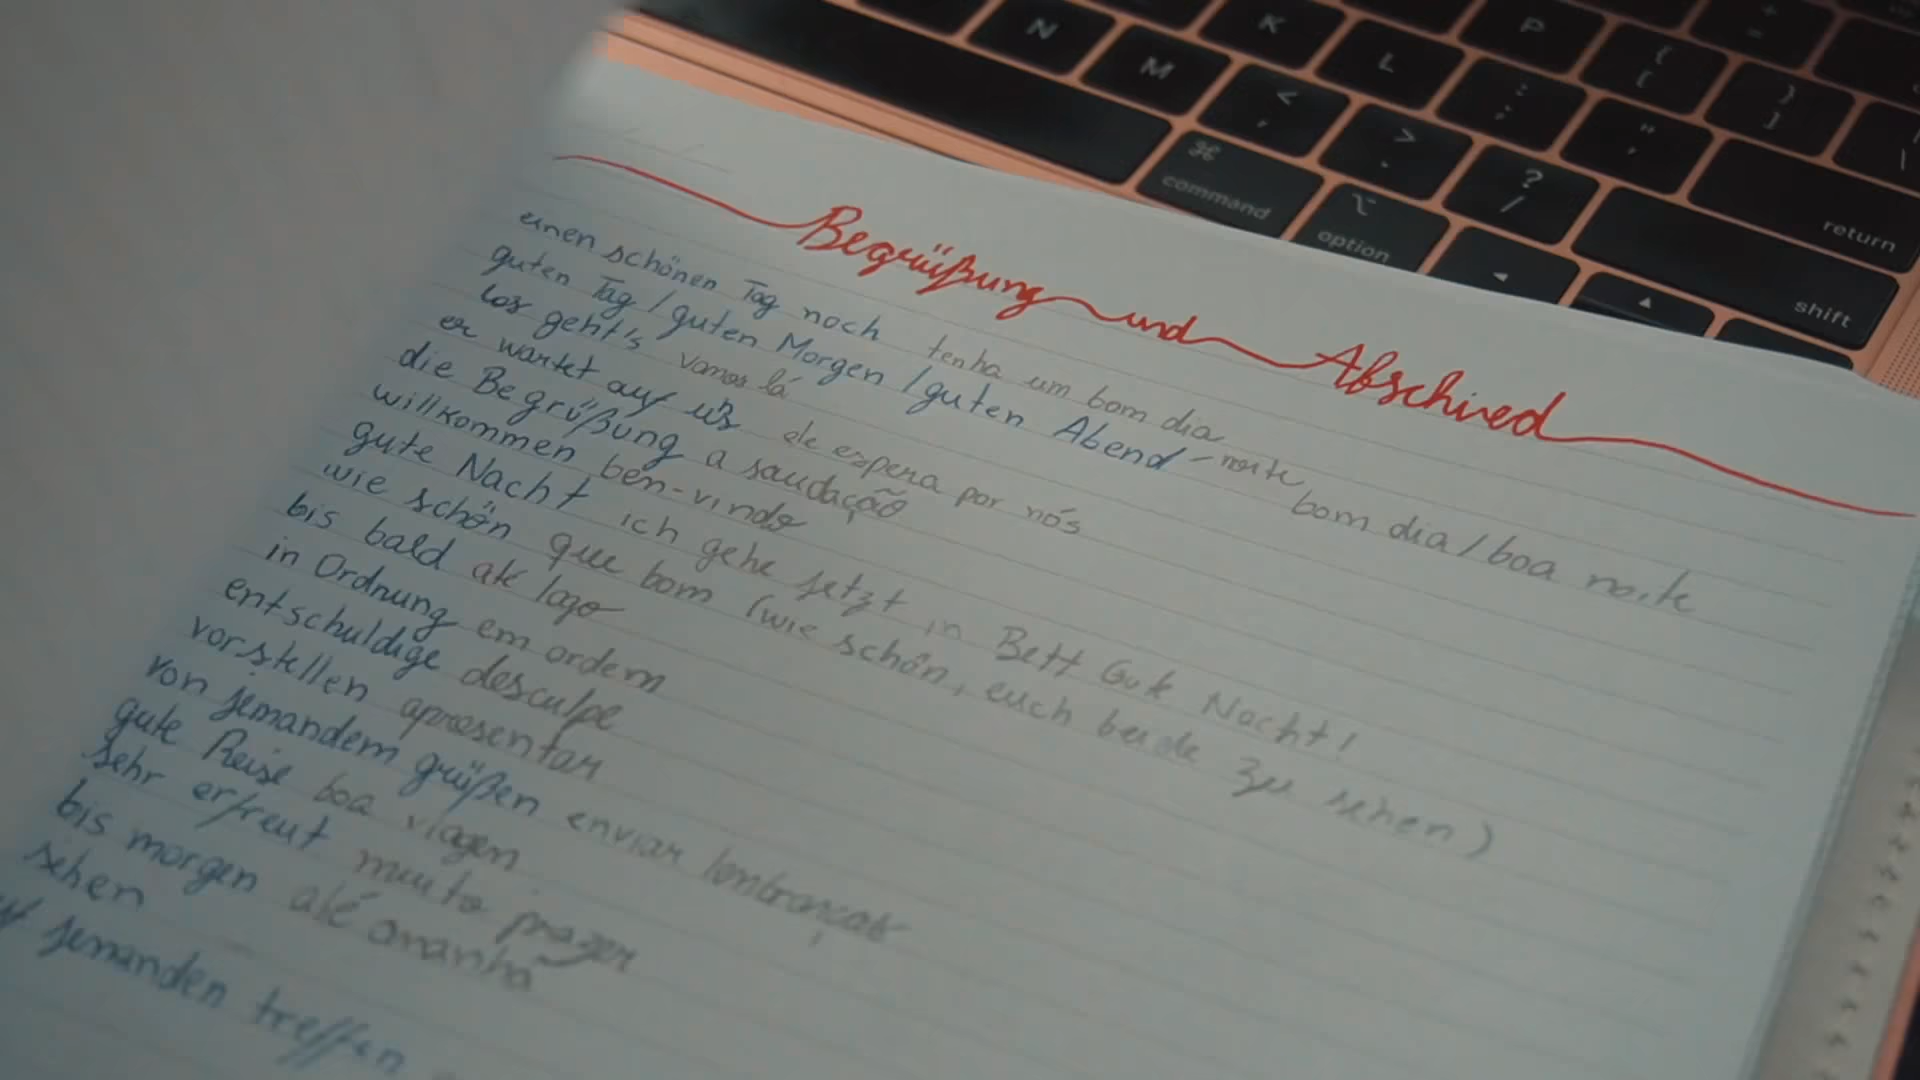 N K P + =
M L { [
< , : ; } ]
⌘ command > . " '
⌥ option ? / return
◄ ▲ shift
Begrüßung und Abschied
einen schönen Tag noch tenha um bom dia
guten Tag / guten Morgen / guten Abend - noite bom dia / boa noite
los geht's vamos lá
er wartet auf uns ele espera por nós
die Begrüßung a saudação
willkommen ben-vindo
gute Nacht ich gehe jetzt in Bett Gute Nacht!
wie schön que bom (wie schön, euch beide zu sehen)
bis bald até logo
in Ordnung em ordem
entschuldige desculpe
vorstellen apresentar
von jemandem grüßen enviar lembranças
gute Reise boa viagen
sehr erfreut muito prazer
bis morgen até amanhã
sehen
jemanden treffen